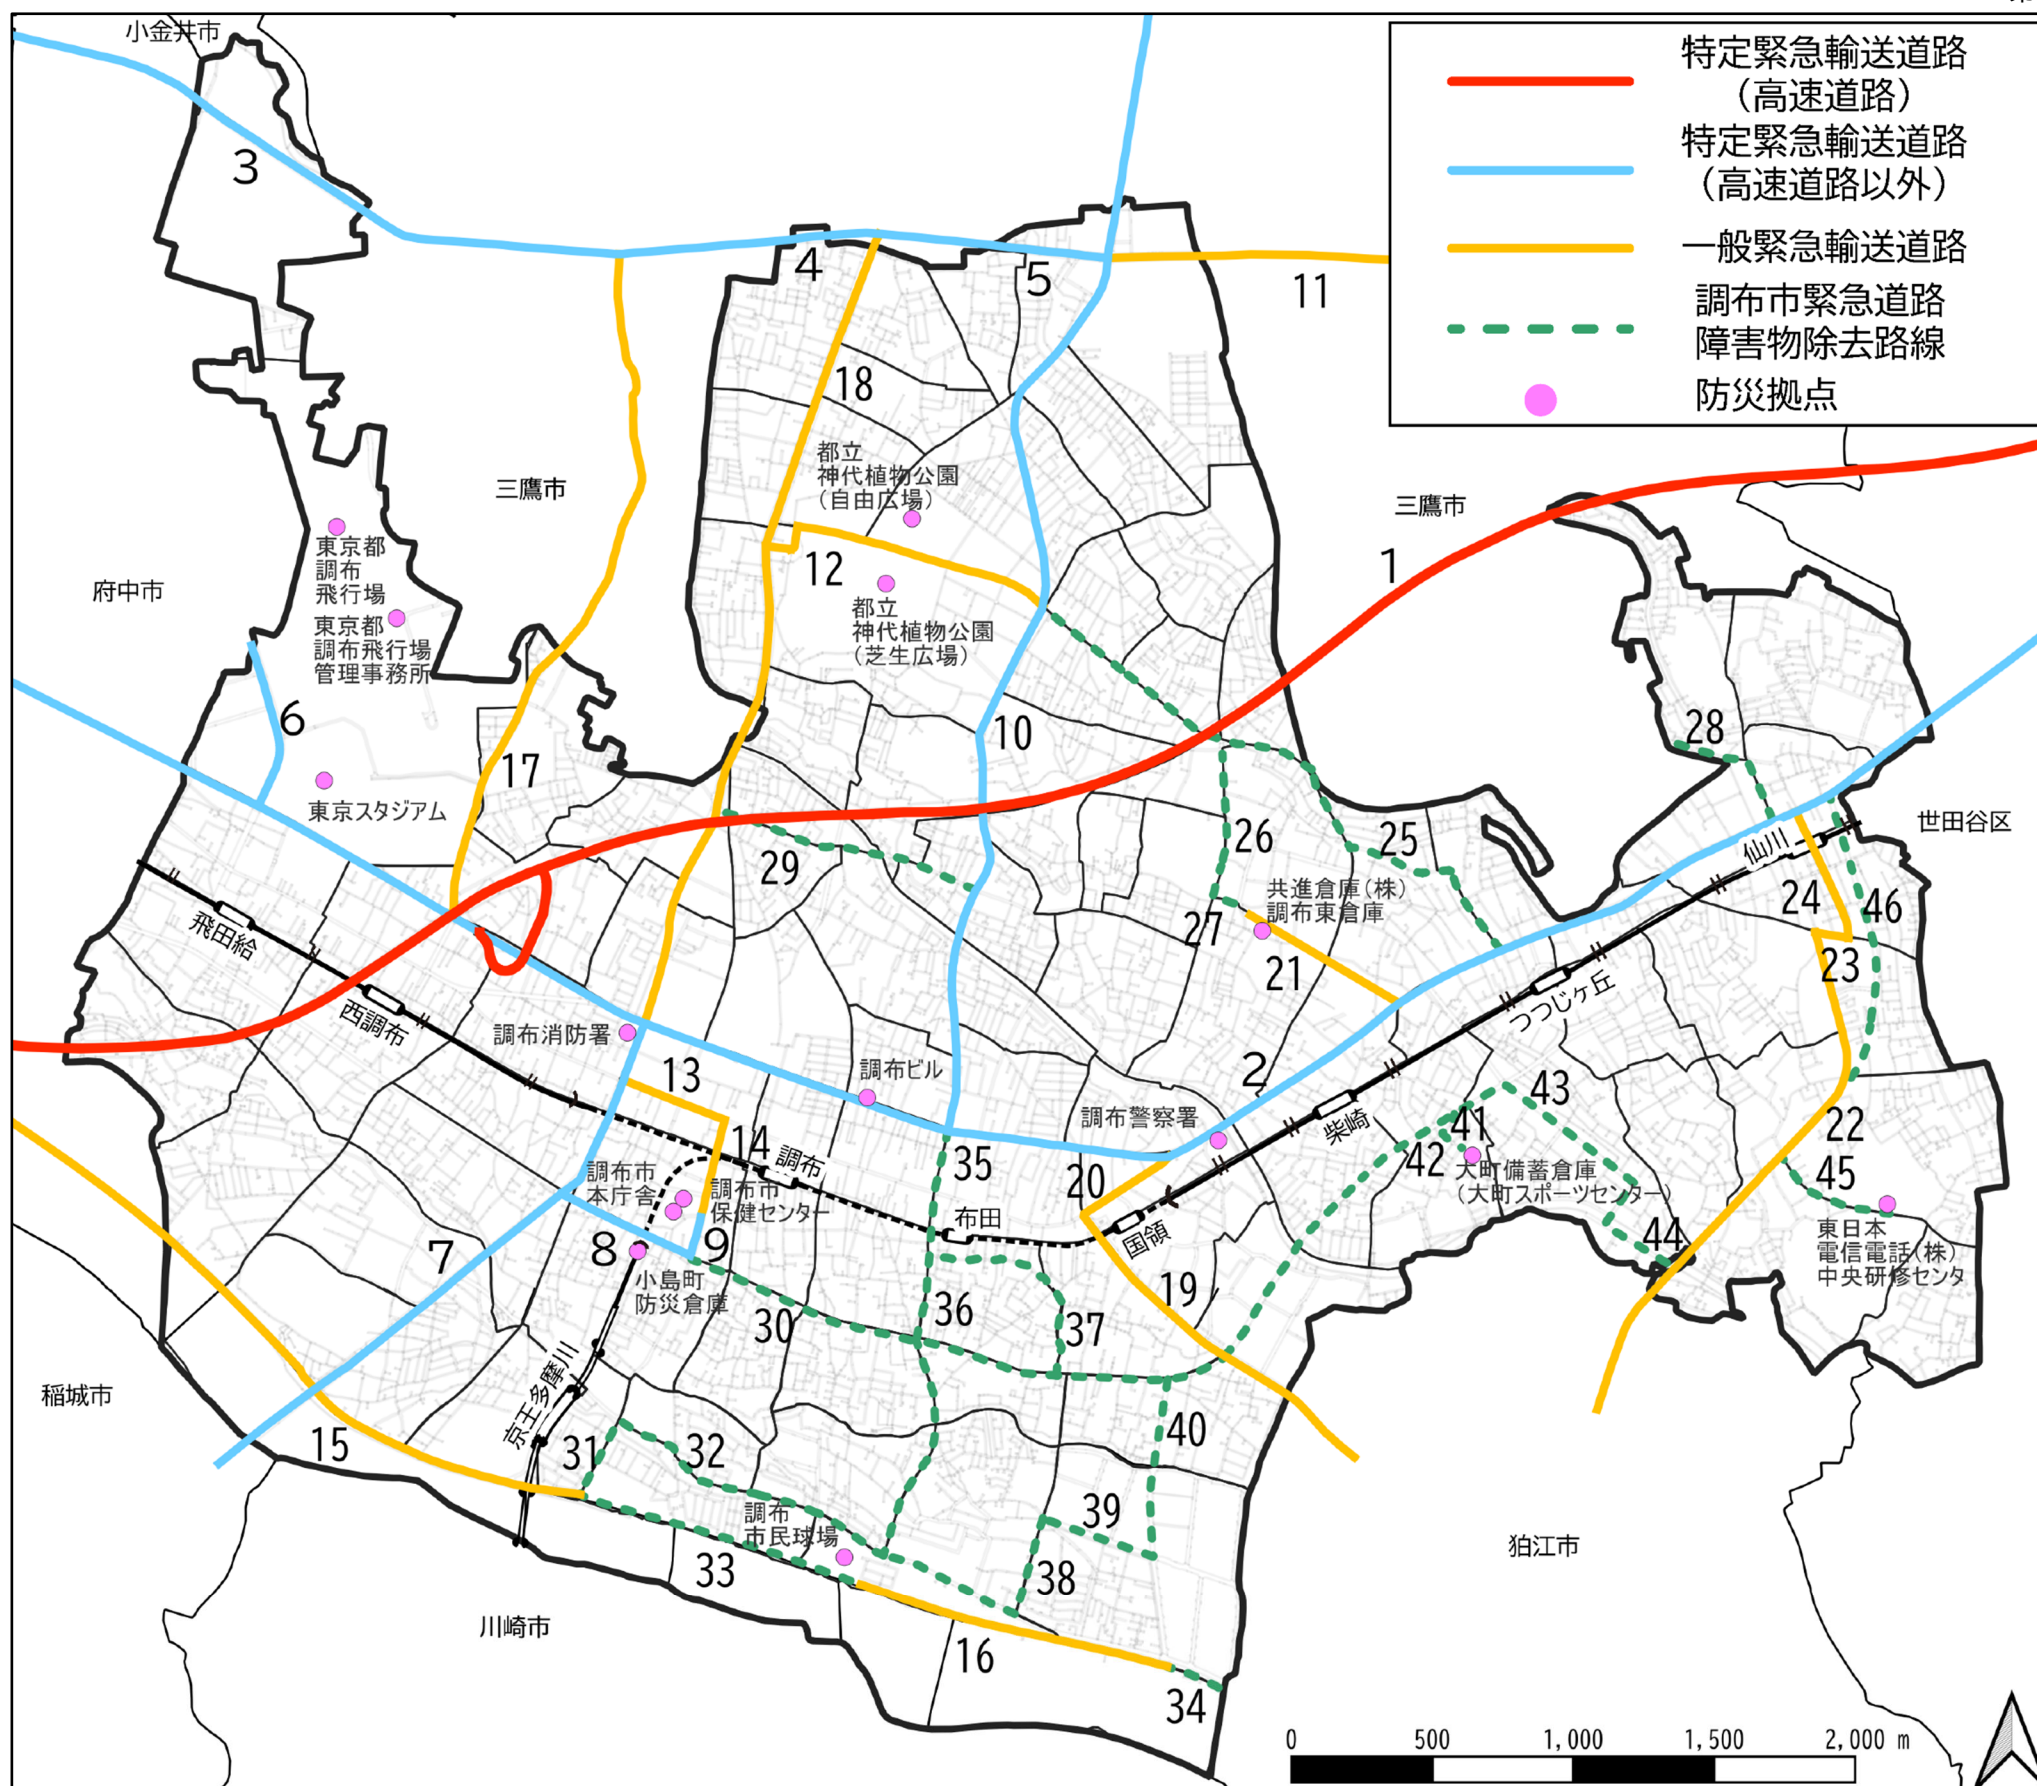 小金井市
特定緊急輸送道路
（高速道路）
特定緊急輸送道路
（高速道路以外）
一般緊急輸送道路
調布市緊急道路
障害物除去路線
防災拠点
3
4
5
11
18
都立
神代植物公園
（自由広場）
三鷹市
三鷹市
1
12
府中市
東京都
調布
飛行場
東京都
調布飛行場
管理事務所
都立
神代植物公園
（芝生広場）
6
10
28
17
東京スタジアム
世田谷区
29
26
25
仙川
共進倉庫(株)
調布東倉庫
24
46
27
飛田給
23
21
つつじヶ丘
西調布
調布消防署
13
調布ビル
2
43
調布警察署
柴崎
41
22
14
調布
35
42
大町備蓄倉庫
（大町スポーツセンター）
45
調布市
本庁舎
調布市
保健センター
20
布田
国領
44
東日本
電信電話(株)
中央研修センタ
7
8
9
小島町
防災倉庫
19
30
36
37
稲城市
京王多摩川
15
31
32
40
調布
市民球場
39
狛江市
33
38
川崎市
16
34
0
500
1,000
1,500
2,000 m